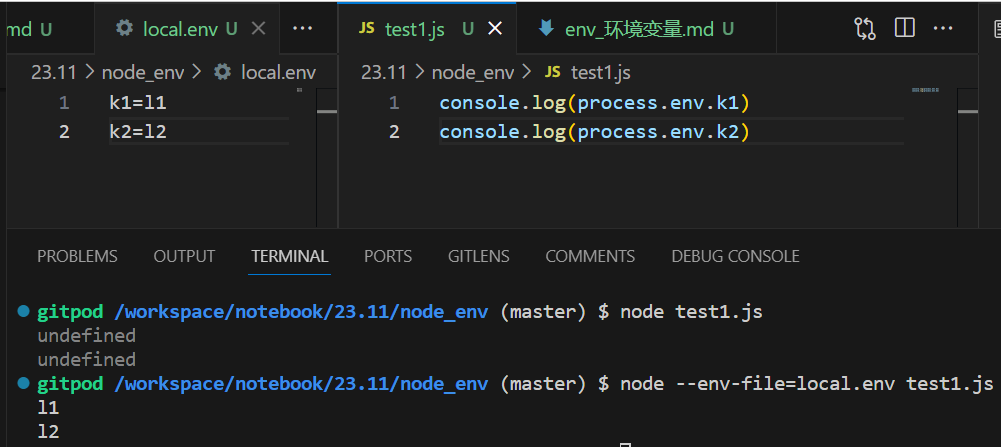 md U local.env U ··· JS test1.js U env_环境变量.md U ···
23.11 > node_env > local.env
1 k1=l1
2 k2=l2
23.11 > node_env > JS test1.js
1 console.log(process.env.k1)
2 console.log(process.env.k2)
PROBLEMS OUTPUT TERMINAL PORTS GITLENS COMMENTS DEBUG CONSOLE
gitpod /workspace/notebook/23.11/node_env (master) $ node test1.js
undefined
undefined
gitpod /workspace/notebook/23.11/node_env (master) $ node --env-file=local.env test1.js
l1
l2